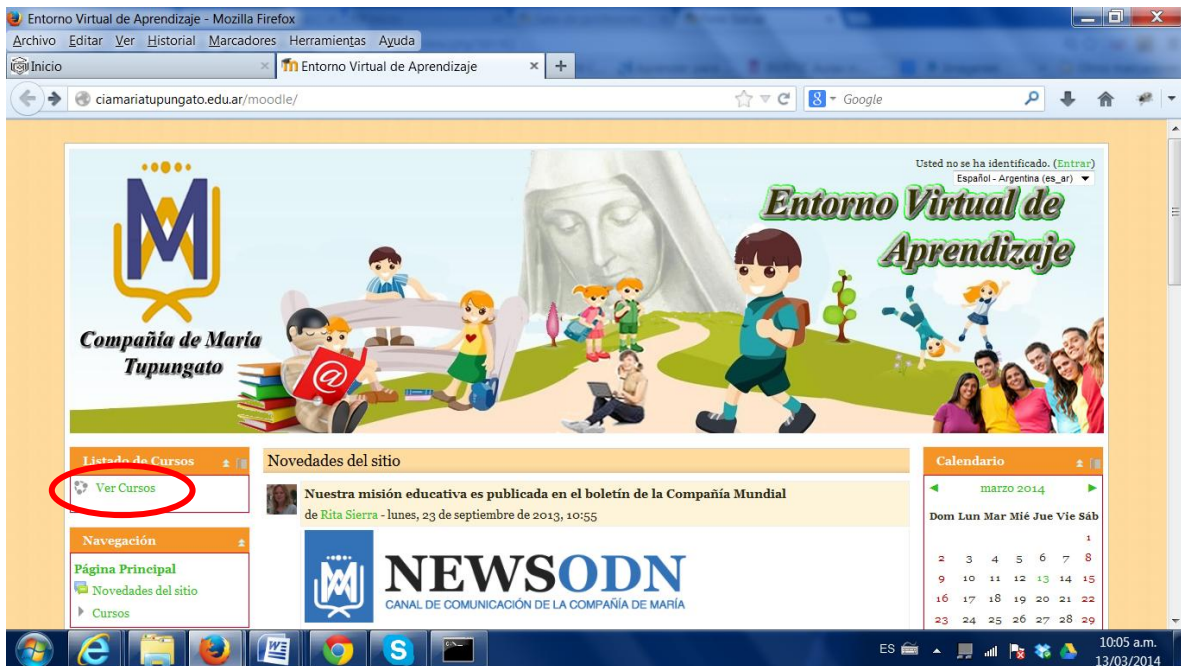 Entorno Virtual de Aprendizaje - Mozilla Firefox
Archivo Editar Ver Historial Marcadores Herramientas Ayuda
Inicio
Entorno Virtual de Aprendizaje
ciamariatupungato.edu.ar/moodle/
Google
Usted no se ha identificado. (Entrar)
Español - Argentina (es_ar)
Entorno Virtual de
Aprendizaje
Compañía de María
Tupungato
Listado de Cursos
Ver Cursos
Navegación
Página Principal
Novedades del sitio
Cursos
Novedades del sitio
Nuestra misión educativa es publicada en el boletín de la Compañía Mundial
de Rita Sierra - lunes, 23 de septiembre de 2013, 10:55
NEWSODN
CANAL DE COMUNICACIÓN DE LA COMPAÑÍA DE MARÍA
Calendario
marzo 2014
Dom Lun Mar Mié Jue Vie Sáb
1
2 3 4 5 6 7 8
9 10 11 12 13 14 15
16 17 18 19 20 21 22
23 24 25 26 27 28 29
ES
10:05 a.m.
13/03/2014